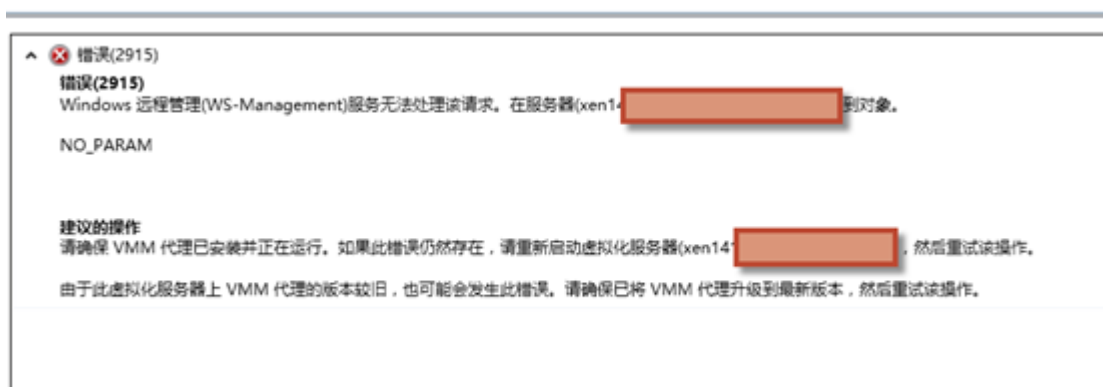 错误(2915)
错误(2915)
Windows 远程管理(WS-Management)服务无法处理该请求。在服务器(xen14 到对象。
NO_PARAM
建议的操作
请确保 VMM 代理已安装并正在运行。如果此错误仍然存在，请重新启动虚拟化服务器(xen14 ，然后重试该操作。
由于此虚拟化服务器上 VMM 代理的版本较旧，也可能会发生此错误。请确保已将 VMM 代理升级到最新版本，然后重试该操作。